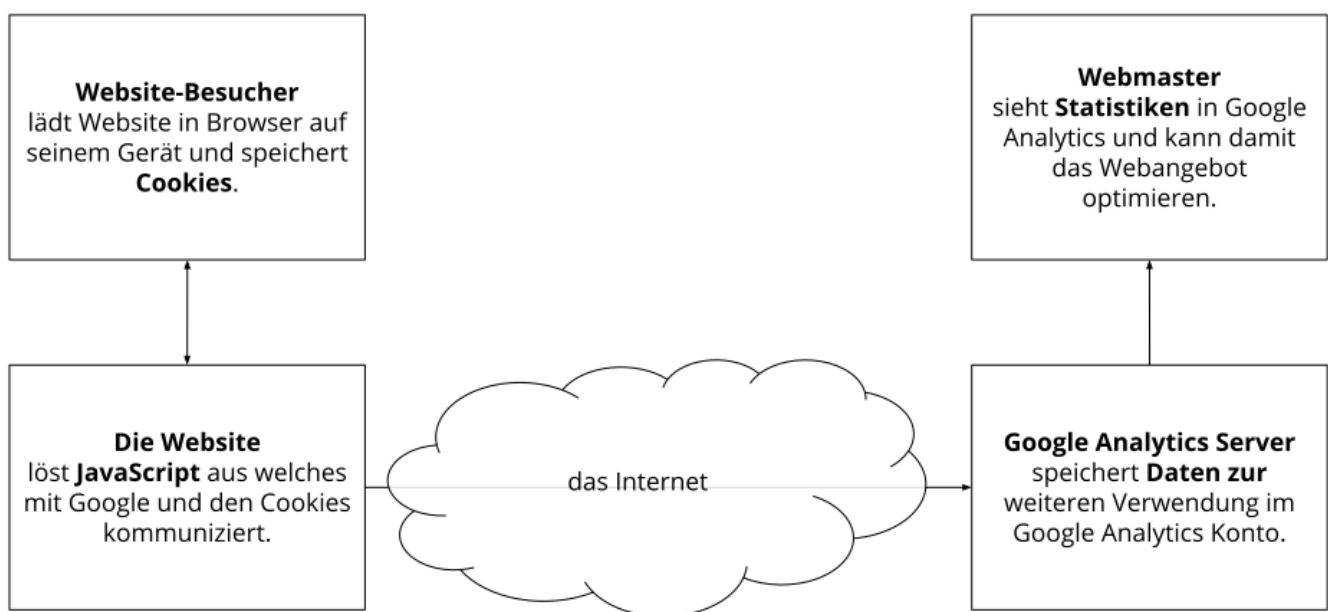 Website-Besucher
lädt Website in Browser auf
seinem Gerät und speichert
Cookies.
Webmaster
sieht Statistiken in Google
Analytics und kann damit
das Webangebot
optimieren.
Die Website
löst JavaScript aus welches
mit Google und den Cookies
kommuniziert.
das Internet
Google Analytics Server
speichert Daten zur
weiteren Verwendung im
Google Analytics Konto.